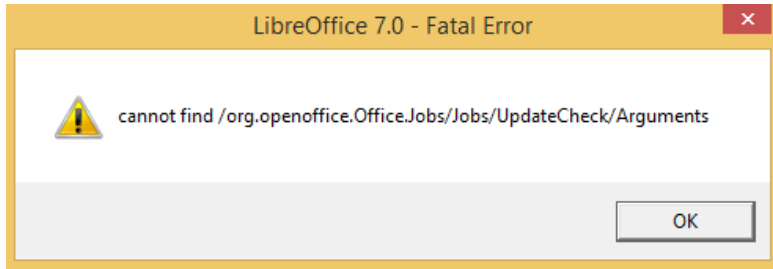 LibreOffice 7.0 - Fatal Error
cannot find /org.openoffice.Office.Jobs/Jobs/UpdateCheck/Arguments
OK